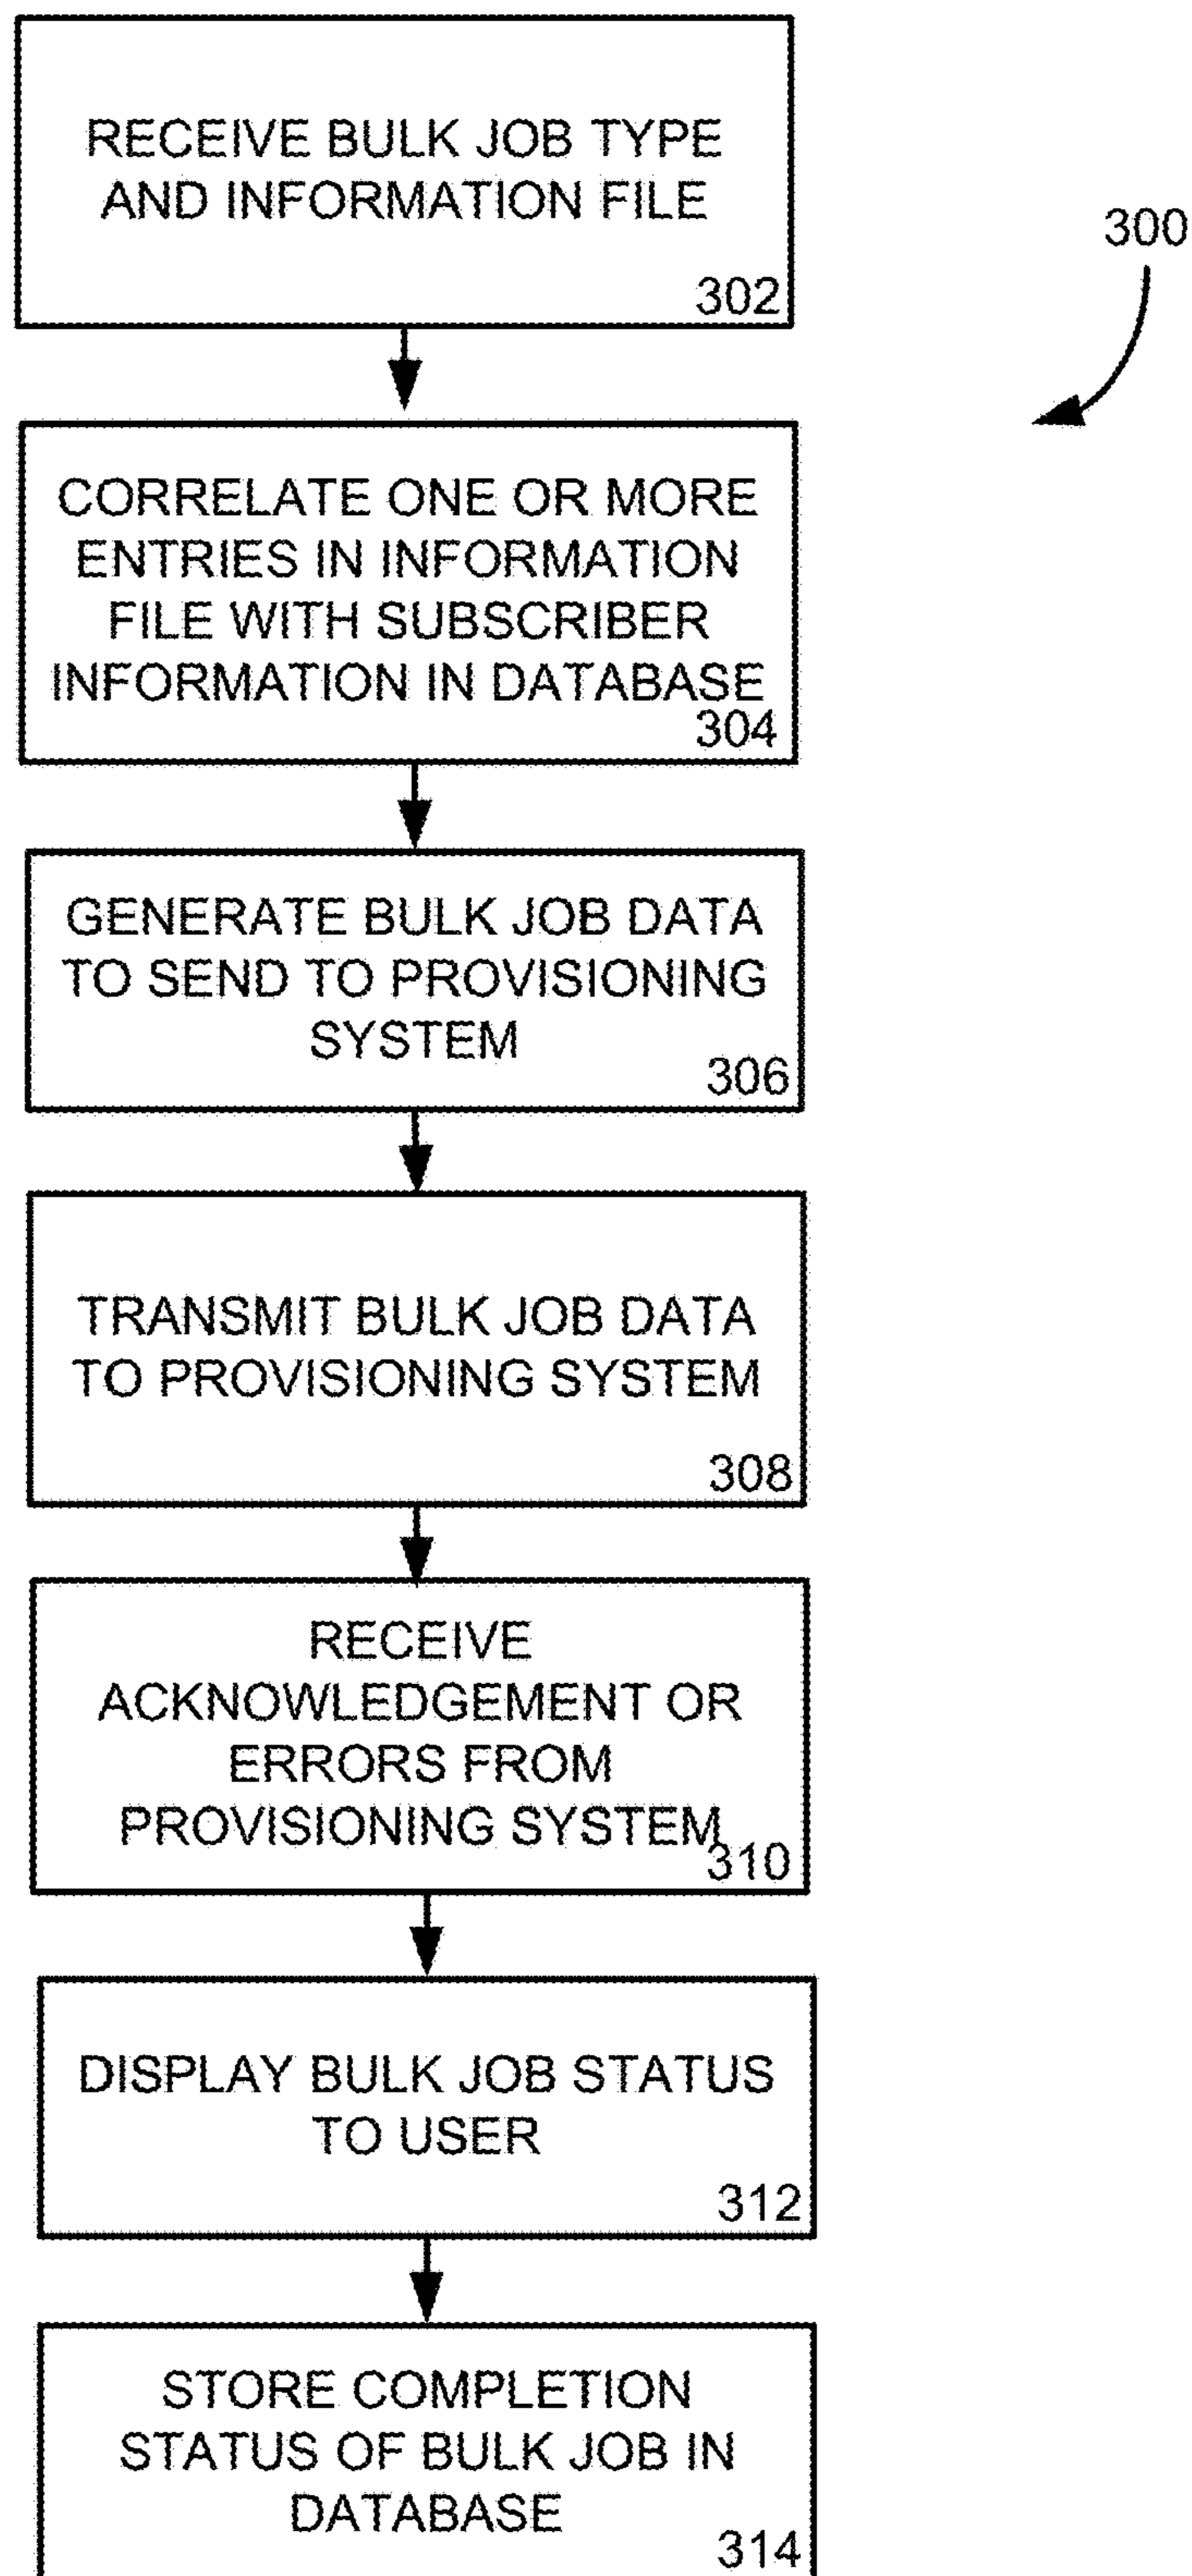 RECEIVE BULK JOB TYPE
AND INFORMATION FILE
302
300
CORRELATE ONE OR MORE
ENTRIES IN INFORMATION
FILE WITH SUBSCRIBER
INFORMATION IN DATABASE
304
GENERATE BULK JOB DATA
TO SEND TO PROVISIONING
SYSTEM
306
TRANSMIT BULK JOB DATA
TO PROVISIONING SYSTEM
308
RECEIVE
ACKNOWLEDGEMENT OR
ERRORS FROM
PROVISIONING SYSTEM
310
DISPLAY BULK JOB STATUS
TO USER
312
STORE COMPLETION
STATUS OF BULK JOB IN
DATABASE
314